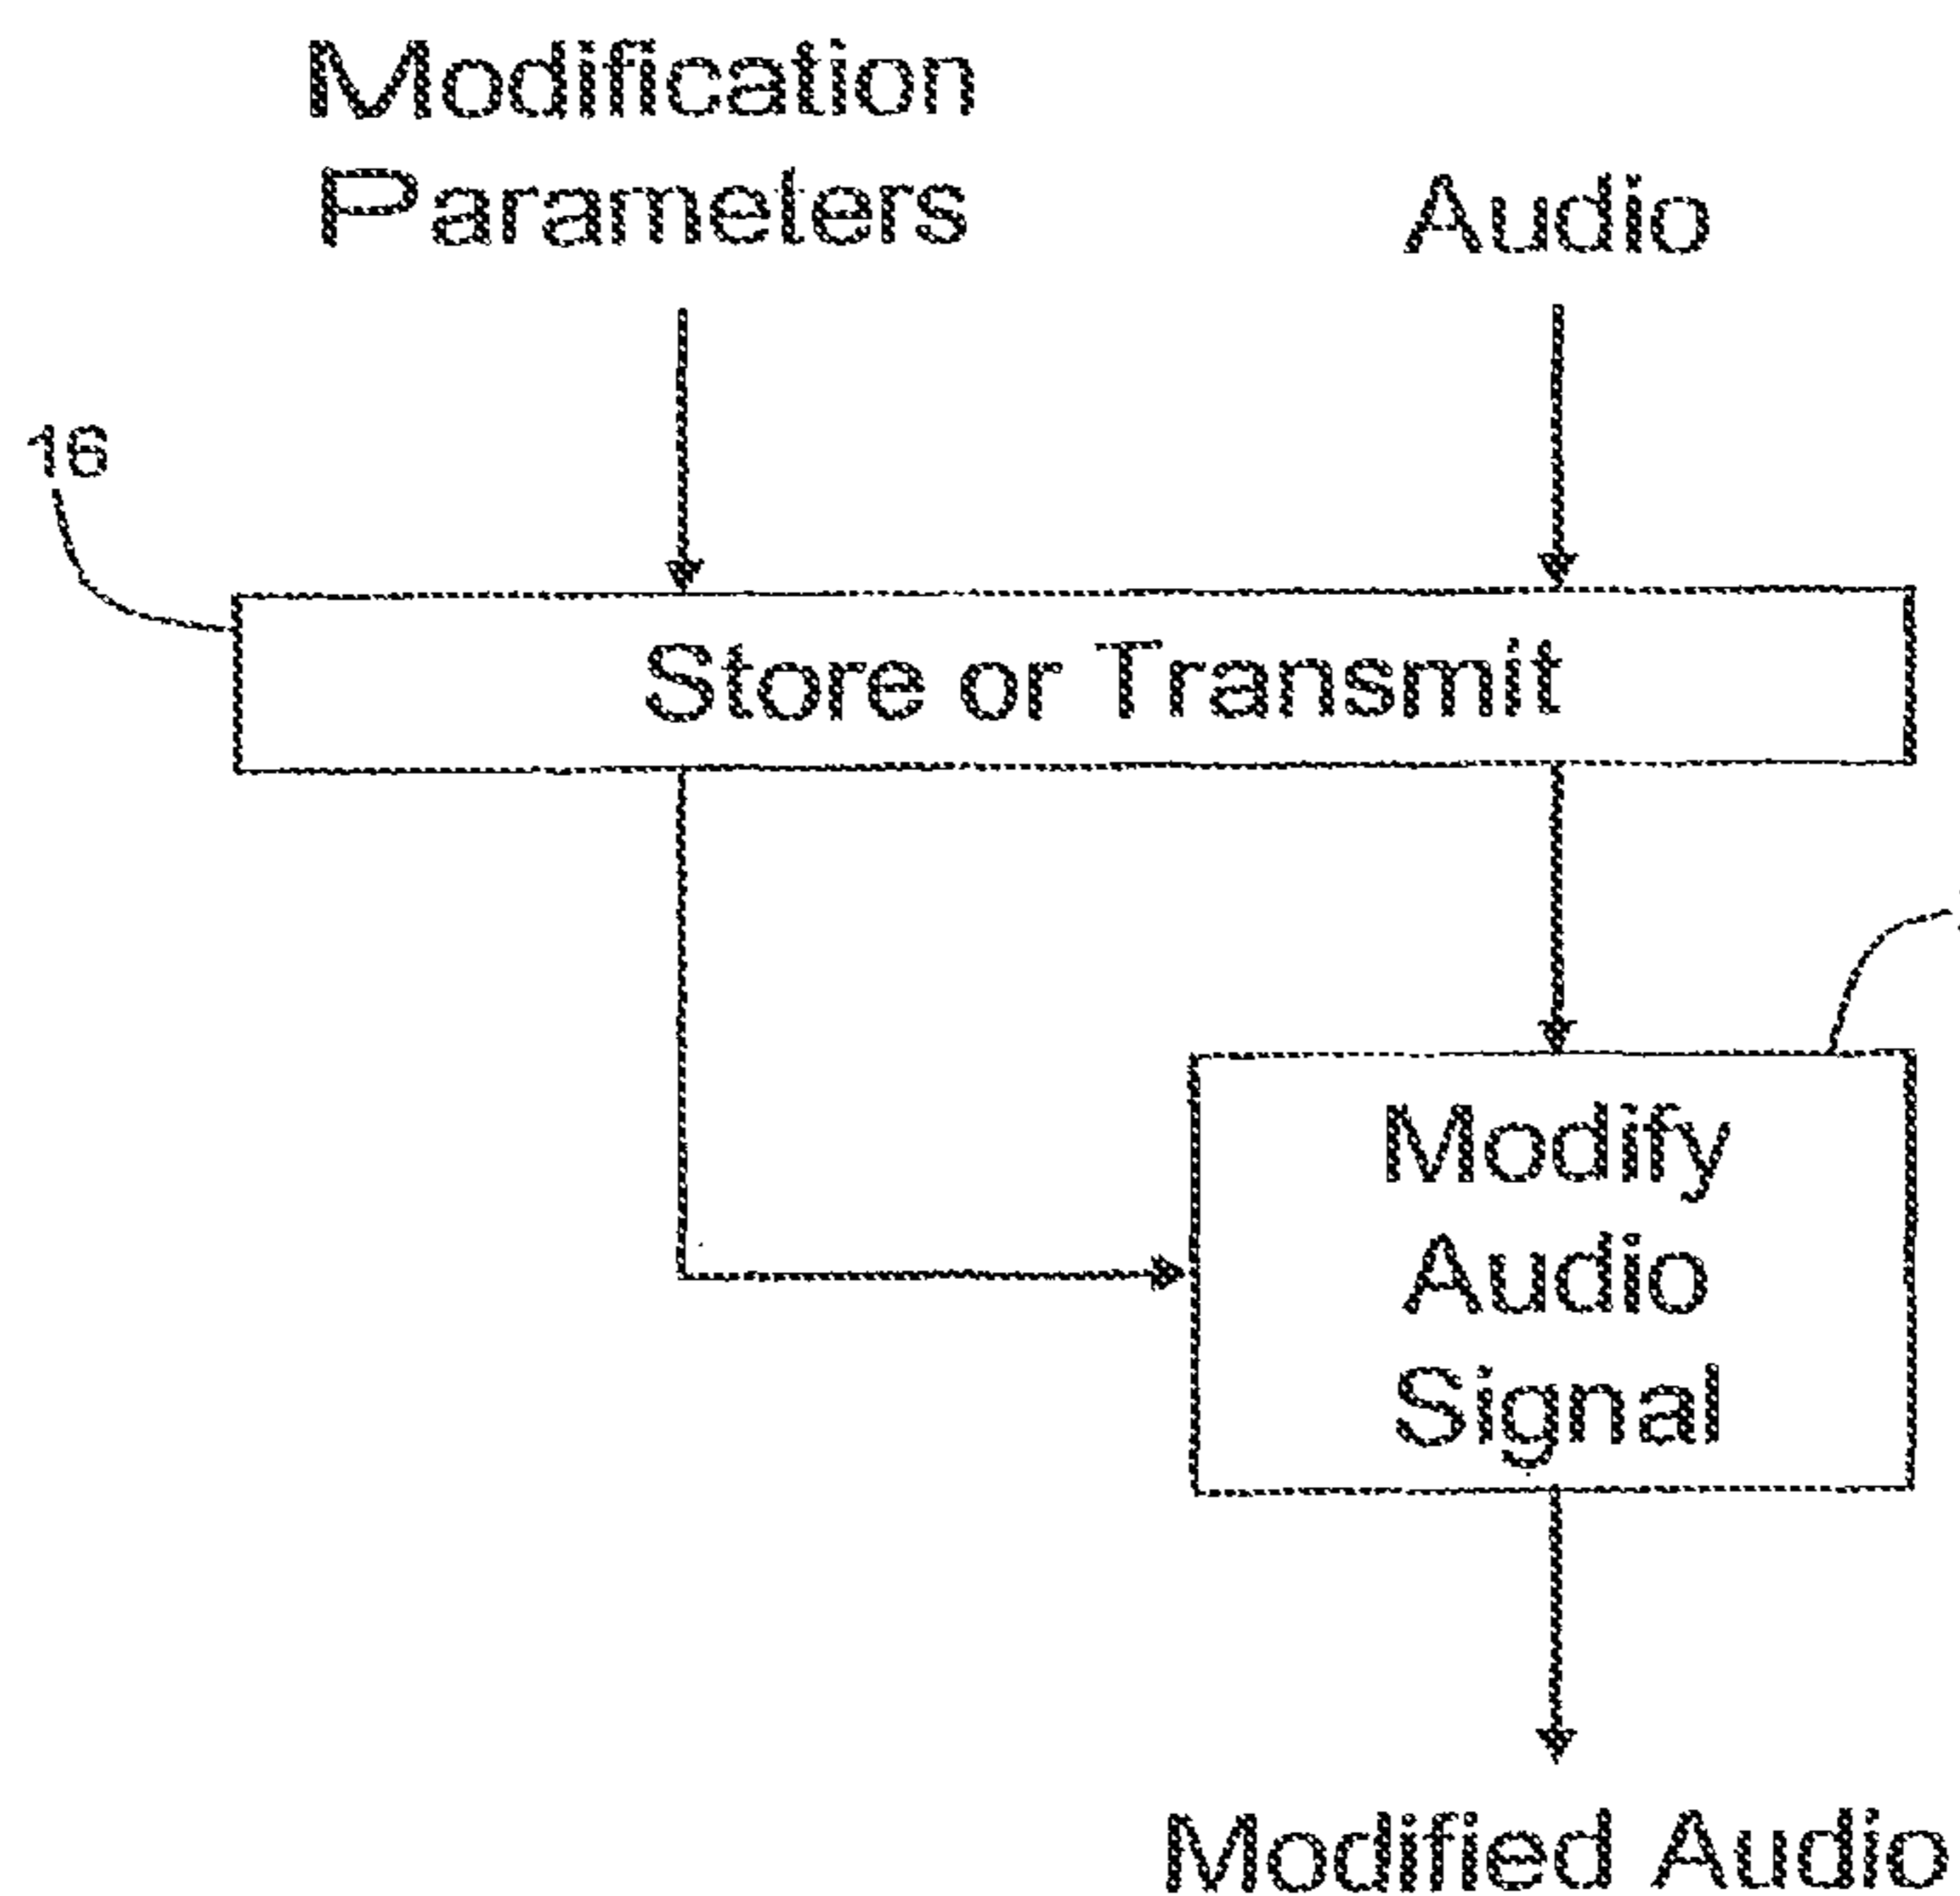 Modification
Parameters
Audio
16
Store or Transmit
Modify
Audio
Signal
Modified Audio